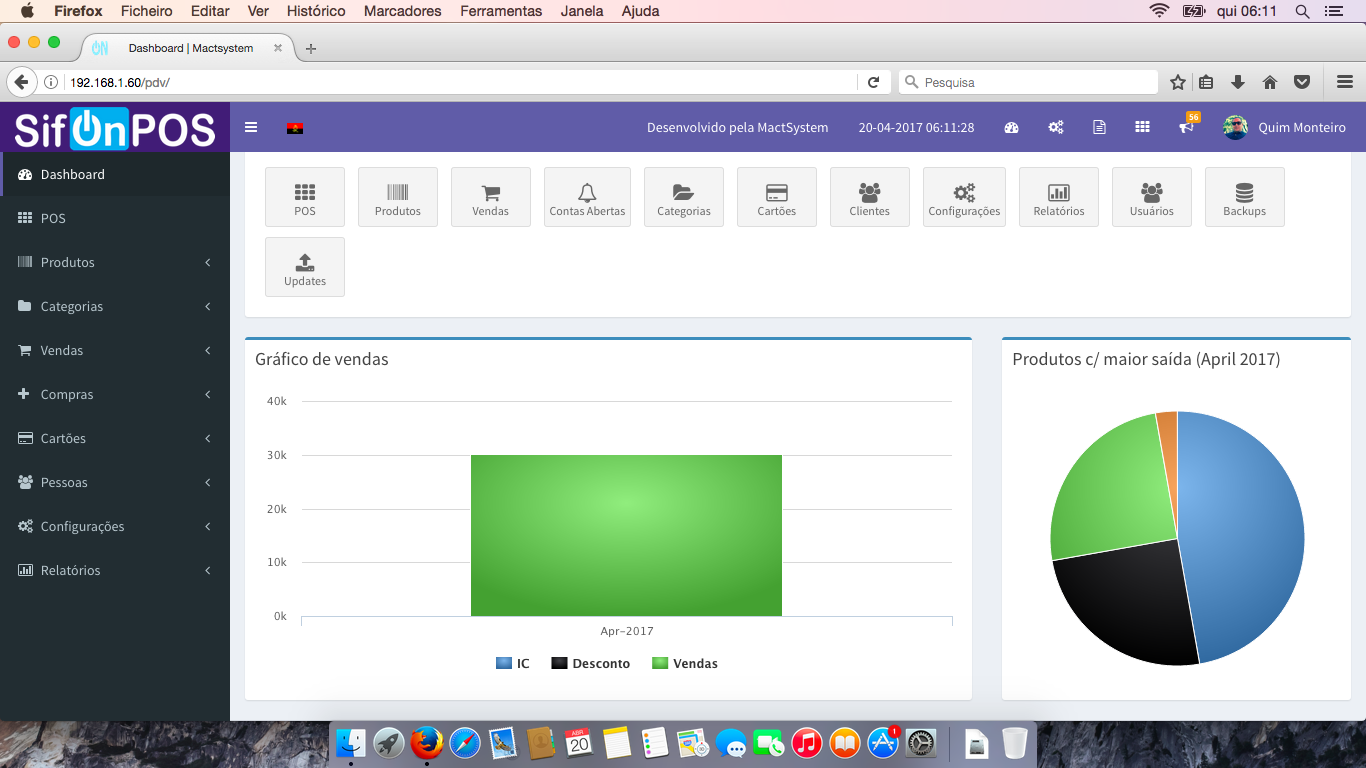 Firefox Ficheiro Editar Ver Histórico Marcadores Ferramentas Janela Ajuda qui 06:11
ON Dashboard | Mactsystem
192.168.1.60/pdv/ Pesquisa
SifOnPOS Desenvolvido pela MactSystem 20-04-2017 06:11:28 56 Quim Monteiro
Dashboard
POS
Produtos
Categorias
Vendas
Compras
Cartões
Pessoas
Configurações
Relatórios
POS Produtos Vendas Contas Abertas Categorias Cartões Clientes Configurações Relatórios Usuários Backups
Updates
Gráfico de vendas
40k
30k
20k
10k
0k
Apr-2017
IC Desconto Vendas
Produtos c/ maior saída (April 2017)
ABR
20
1